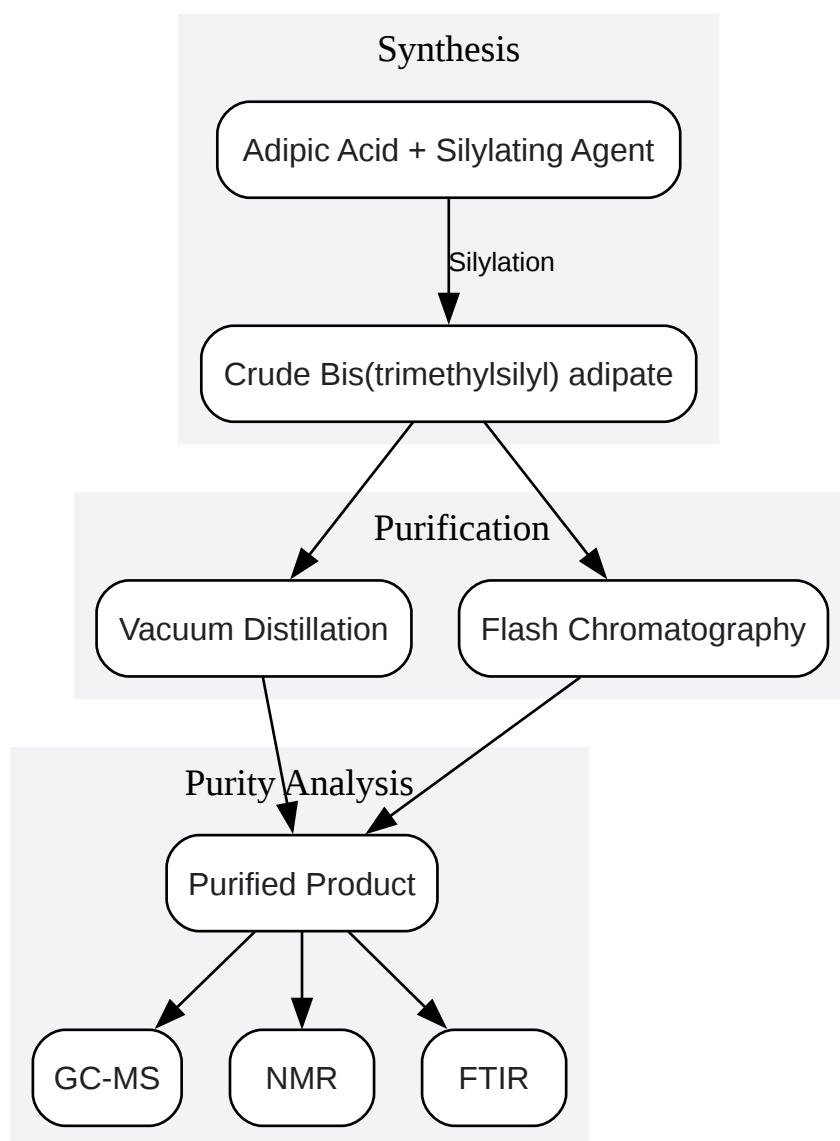 Synthesis
Adipic Acid + Silylating Agent
Silylation
Crude Bis(trimethylsilyl) adipate
Purification
Vacuum Distillation
Flash Chromatography
Purity Analysis
Purified Product
GC-MS
NMR
FTIR